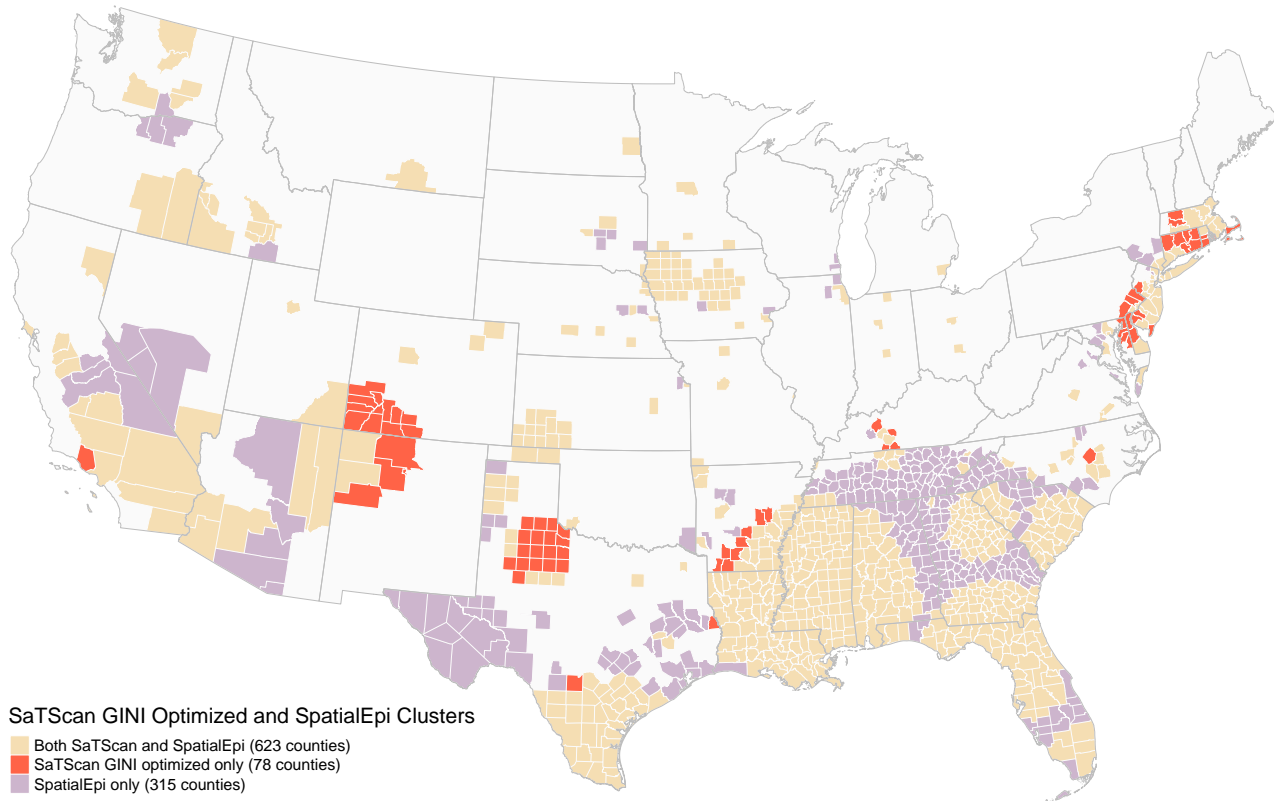 SaTScan GINI Optimized and SpatialEpi Clusters
Both SaTScan and SpatialEpi (623 counties)
SaTScan GINI optimized only (78 counties)
SpatialEpi only (315 counties)